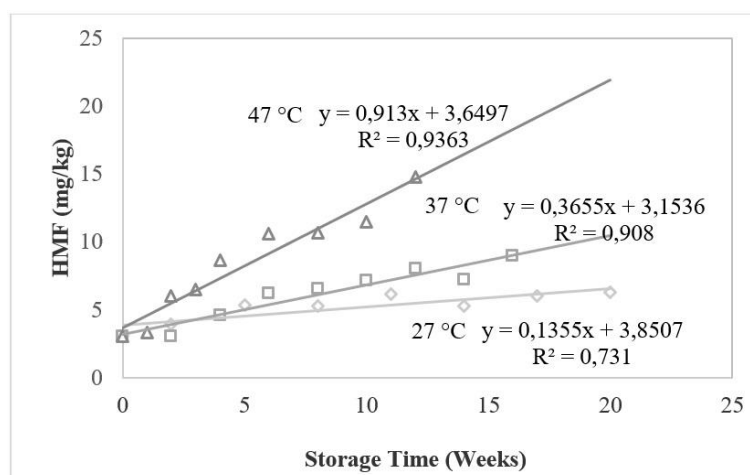 25
20
15
10
5
0
HMF (mg/kg)
47 °C y = 0,913x + 3,6497
R² = 0,9363
37 °C y = 0,3655x + 3,1536
R² = 0,908
27 °C y = 0,1355x + 3,8507
R² = 0,731
0 5 10 15 20 25
Storage Time (Weeks)